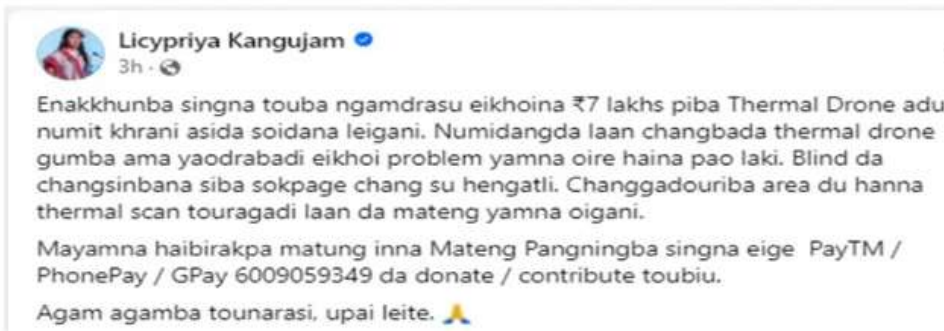 Licypriya Kangujam
3h ·
Enakkhunba singna touba ngamdrasu eikhoina ₹7 lakhs piba Thermal Drone adu
numit khrani asida soidana leigani. Numidangda laan changbada thermal drone
gumba ama yaodrabadi eikhoi problem yamna oire haina pao laki. Blind da
changsinbana siba sokpage chang su hengatli. Changgadouriba area du hanna
thermal scan touragadi laan da mateng yamna oigani.
Mayamna haibirakpa matung inna Mateng Pangningba singna eige PayTM /
PhonePay / GPay 6009059349 da donate / contribute toubiu.
Agam agamba tounarasi, upai leite. 🙏